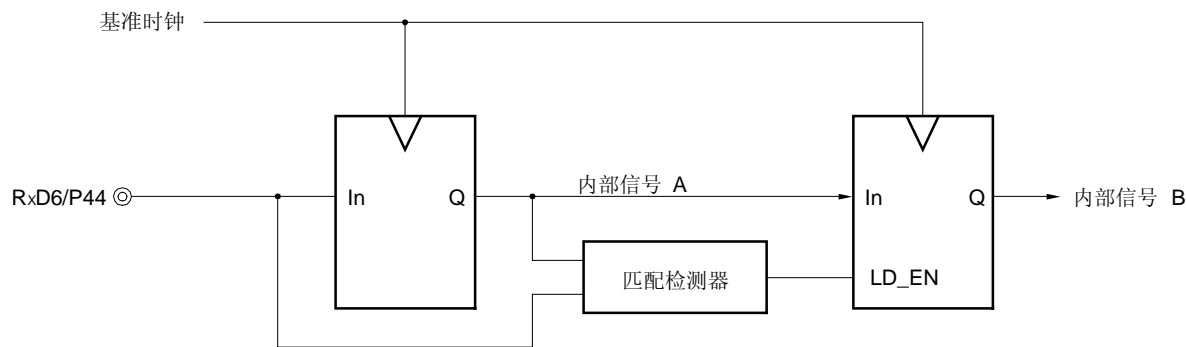 基准时钟
RxD6/P44
In
Q
内部信号 A
In
Q
内部信号 B
匹配检测器
LD_EN